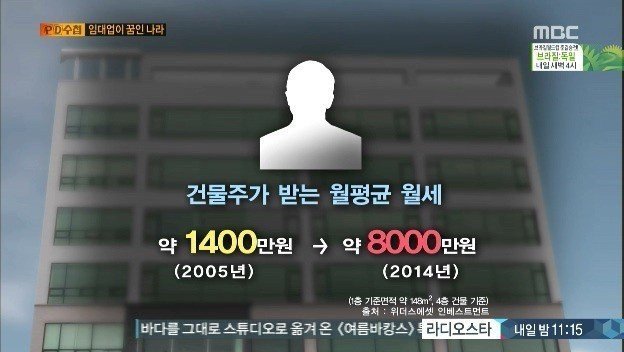 PD수첩 임대업이 꿈인 나라
MBC
브라질월드컵 준결승전
브라질:독일
내일 새벽 4시
건물주가 받는 월평균 월세
약 1400만원 → 약 8000만원
(2005년) (2014년)
(1층 기준면적 약 148m², 4층 건물 기준)
출처 : 위더스에셋 인베스트먼트
바다를 그대로 스튜디오로 옮겨 온 《여름바캉스》
라디오스타 내일 밤 11:15